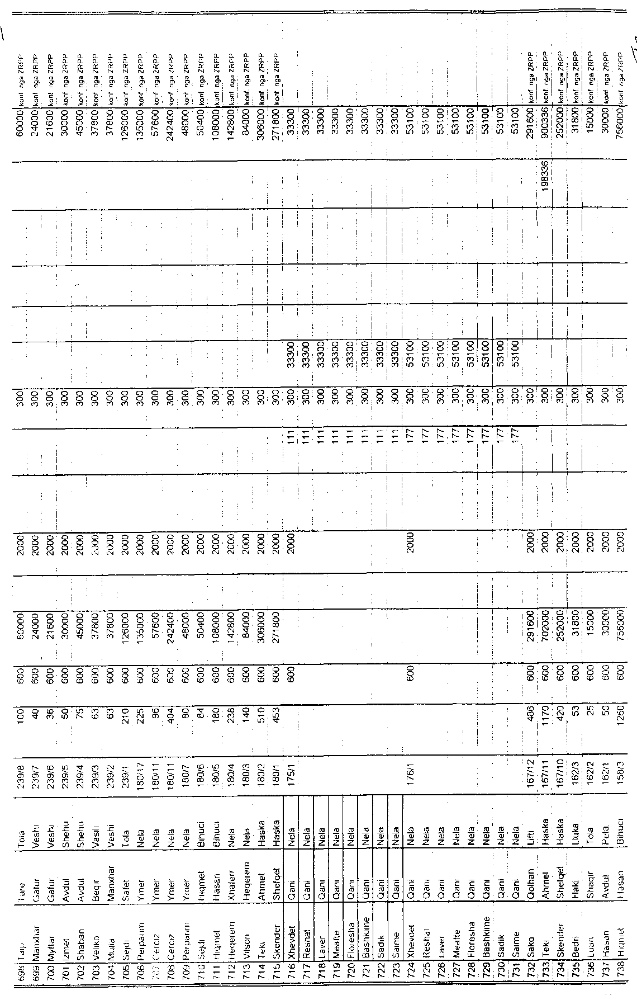 698 Tare Tola 239/8 100 600 60000 2000 300 60000 konf nga ZRPP
699 Manxhar Gafur Veshi 239/7 40 600 24000 2000 300 24000 konf nga ZRPP
700 Myftar Gafur Veshi 239/6 36 600 21600 2000 300 21600 konf nga ZRPP
701 Izmet Avdul Shehu 239/5 50 600 30000 2000 300 30000 konf nga ZRPP
702 Shaban Avdul Shehu 239/4 75 600 45000 2000 300 45000 konf nga ZRPP
703 Veliko Beqir Vasili 239/3 63 600 37800 2000 300 37800 konf nga ZRPP
704 Mulla Manxhar Veshi 239/2 63 600 37800 2000 300 37800 konf nga ZRPP
705 Sejdi Safet Tola 239/1 210 600 126000 2000 300 126000 konf nga ZRPP
706 Perparim Ymer Nela 180/17 225 600 135000 2000 300 135000 konf nga ZRPP
707 Cerciz Ymer Nela 180/11 96 600 57600 2000 300 57600 konf nga ZRPP
708 Cerciz Ymer Nela 180/11 404 600 242400 2000 300 242400 konf nga ZRPP
709 Perparim Ymer Nela 180/7 80 600 48000 2000 300 48000 konf nga ZRPP
710 Sejdi Hiqmet Bihuci 180/6 84 600 50400 2000 300 50400 konf nga ZRPP
711 Hiqmet Hasan Bihuci 180/5 180 600 108000 2000 300 108000 konf nga ZRPP
712 Heqerem Xhaferr Nela 180/4 238 600 142800 2000 300 142800 konf nga ZRPP
713 Vilson Heqerem Nela 180/3 140 600 84000 2000 300 84000 konf nga ZRPP
714 Teki Ahmet Haska 180/2 510 600 306000 2000 300 306000 konf nga ZRPP
715 Skender Shefqet Haska 180/1 453 600 271800 2000 300 271800 konf nga ZRPP
716 Xhevdet Qani Nela 175/1 600 2000 111 300 33300 33300
717 Reshat Qani Nela 111 300 33300 33300
718 Laver Qani Nela 111 300 33300 33300
719 Meafte Qani Nela 111 300 33300 33300
720 Floresha Qani Nela 111 300 33300 33300
721 Bashkime Qani Nela 111 300 33300 33300
722 Sadik Qani Nela 111 300 33300 33300
723 Saime Qani Nela 111 300 33300 33300
724 Xhevdet Qani Nela 176/1 600 2000 177 300 53100 53100
725 Reshat Qani Nela 177 300 53100 53100
726 Laver Qani Nela 177 300 53100 53100
727 Meafte Qani Nela 177 300 53100 53100
728 Floresha Qani Nela 177 300 53100 53100
729 Bashkime Qani Nela 177 300 53100 53100
730 Sadik Qani Nela 177 300 53100 53100
731 Saime Qani Nela 177 300 53100 53100
732 Sako Qolhan Lifti 167/12 486 600 291600 2000 300 291600 konf nga ZRPP
733 Teki Ahmet Haska 167/11 1170 600 702000 2000 300 198336 900336 konf nga ZRPP
734 Skender Shefqet Haska 167/10 420 600 252000 2000 300 252000 konf nga ZRPP
735 Bedri Haki Lluka 162/3 53 600 31800 2000 300 31800 konf nga ZRPP
736 Luan Shaqir Tola 162/2 25 600 15000 2000 300 15000 konf nga ZRPP
737 Hasan Avdul Peta 162/1 50 600 30000 2000 300 30000 konf nga ZRPP
738 Hiqmet Hasan Bihuci 158/3 1260 600 756000 2000 300 756000 konf nga ZRPP